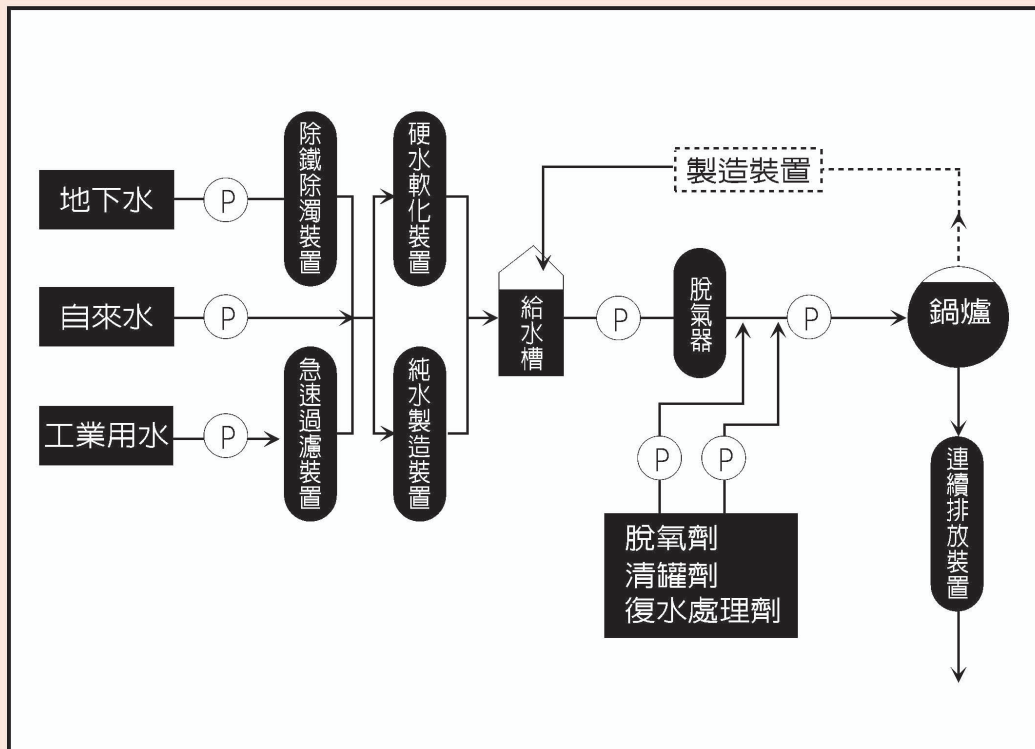 地下水
P
除鐵除濁裝置
硬水軟化裝置
製造裝置
自來水
P
給水槽
P
脫氣器
P
鍋爐
工業用水
P
急速過濾裝置
純水製造裝置
P
P
連續排放裝置
脫氧劑
清罐劑
復水處理劑